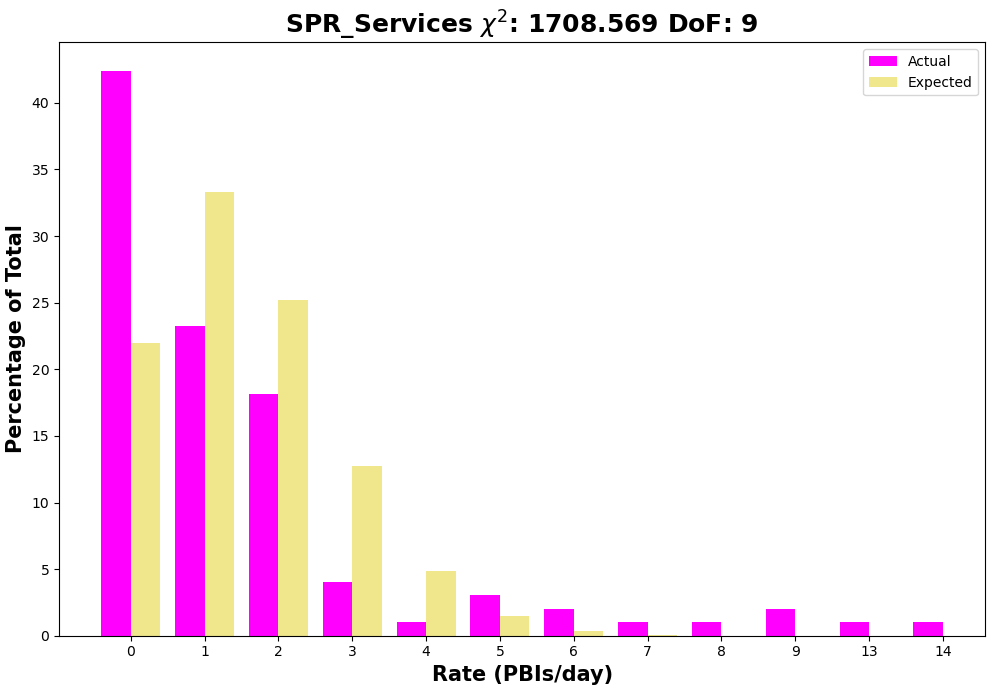 SPR_Services χ²: 1708.569 DoF: 9
Actual
Expected
Percentage of Total
40
35
30
25
20
15
10
5
0
0 1 2 3 4 5 6 7 8 9 13 14
Rate (PBIs/day)